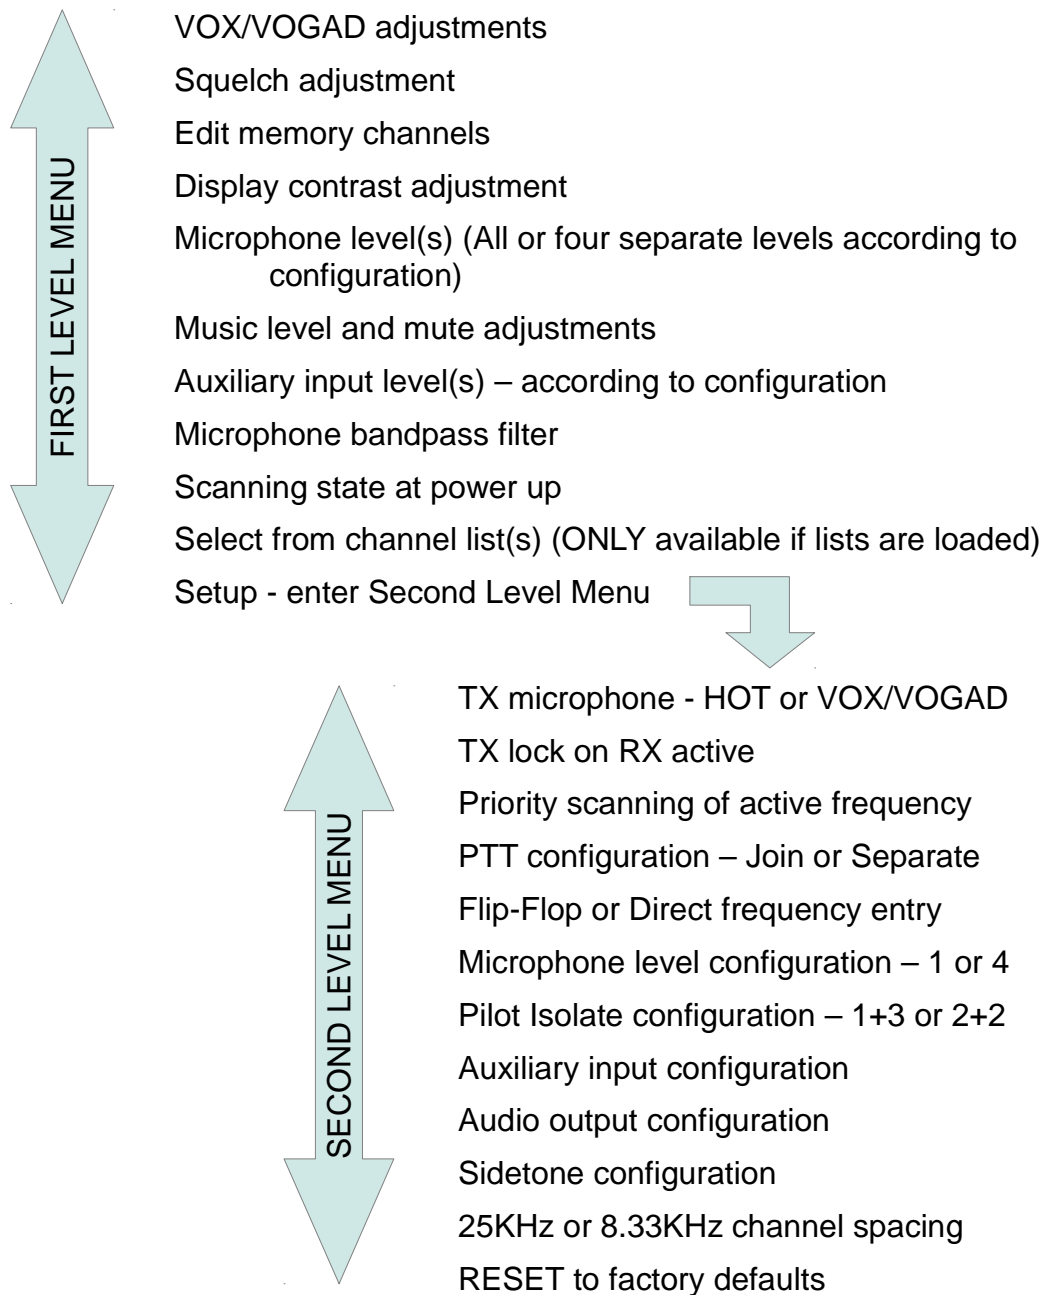 VOX/VOGAD adjustments
Squelch adjustment
Edit memory channels
Display contrast adjustment
Microphone level(s) (All or four separate levels according to
configuration)
Music level and mute adjustments
Auxiliary input level(s) – according to configuration
Microphone bandpass filter
Scanning state at power up
Select from channel list(s) (ONLY available if lists are loaded)
Setup - enter Second Level Menu
FIRST LEVEL MENU
TX microphone - HOT or VOX/VOGAD
TX lock on RX active
Priority scanning of active frequency
PTT configuration – Join or Separate
Flip-Flop or Direct frequency entry
Microphone level configuration – 1 or 4
Pilot Isolate configuration – 1+3 or 2+2
Auxiliary input configuration
Audio output configuration
Sidetone configuration
25KHz or 8.33KHz channel spacing
RESET to factory defaults
SECOND LEVEL MENU